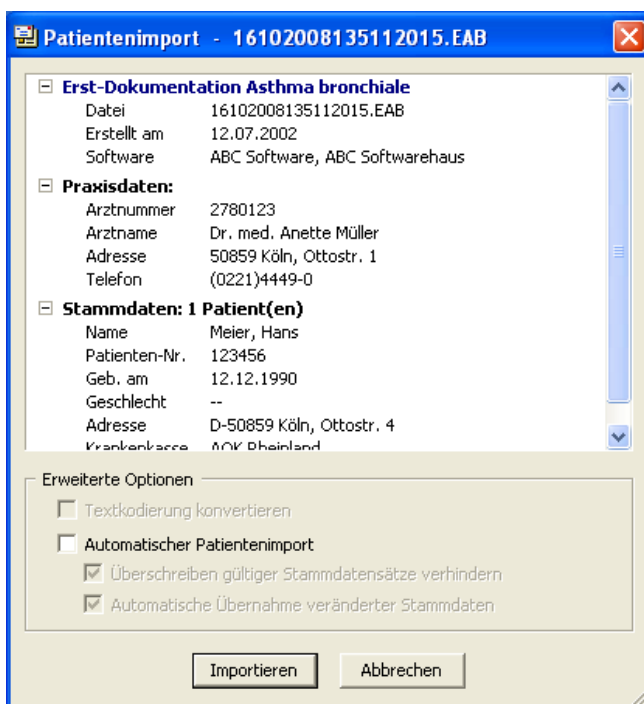 Patientenimport - 16102008135112015.EAB
Erst-Dokumentation Asthma bronchiale
Datei 16102008135112015.EAB
Erstellt am 12.07.2002
Software ABC Software, ABC Softwarehaus
Praxisdaten:
Arztnummer 2780123
Arztname Dr. med. Anette Müller
Adresse 50859 Köln, Ottostr. 1
Telefon (0221)4449-0
Stammdaten: 1 Patient(en)
Name Meier, Hans
Patienten-Nr. 123456
Geb. am 12.12.1990
Geschlecht --
Adresse D-50859 Köln, Ottostr. 4
Krankenkasse AOK Rheinland
Erweiterte Optionen
Textkodierung konvertieren
Automatischer Patientenimport
Überschreiben gültiger Stammdatensätze verhindern
Automatische Übernahme veränderter Stammdaten
Importieren Abbrechen